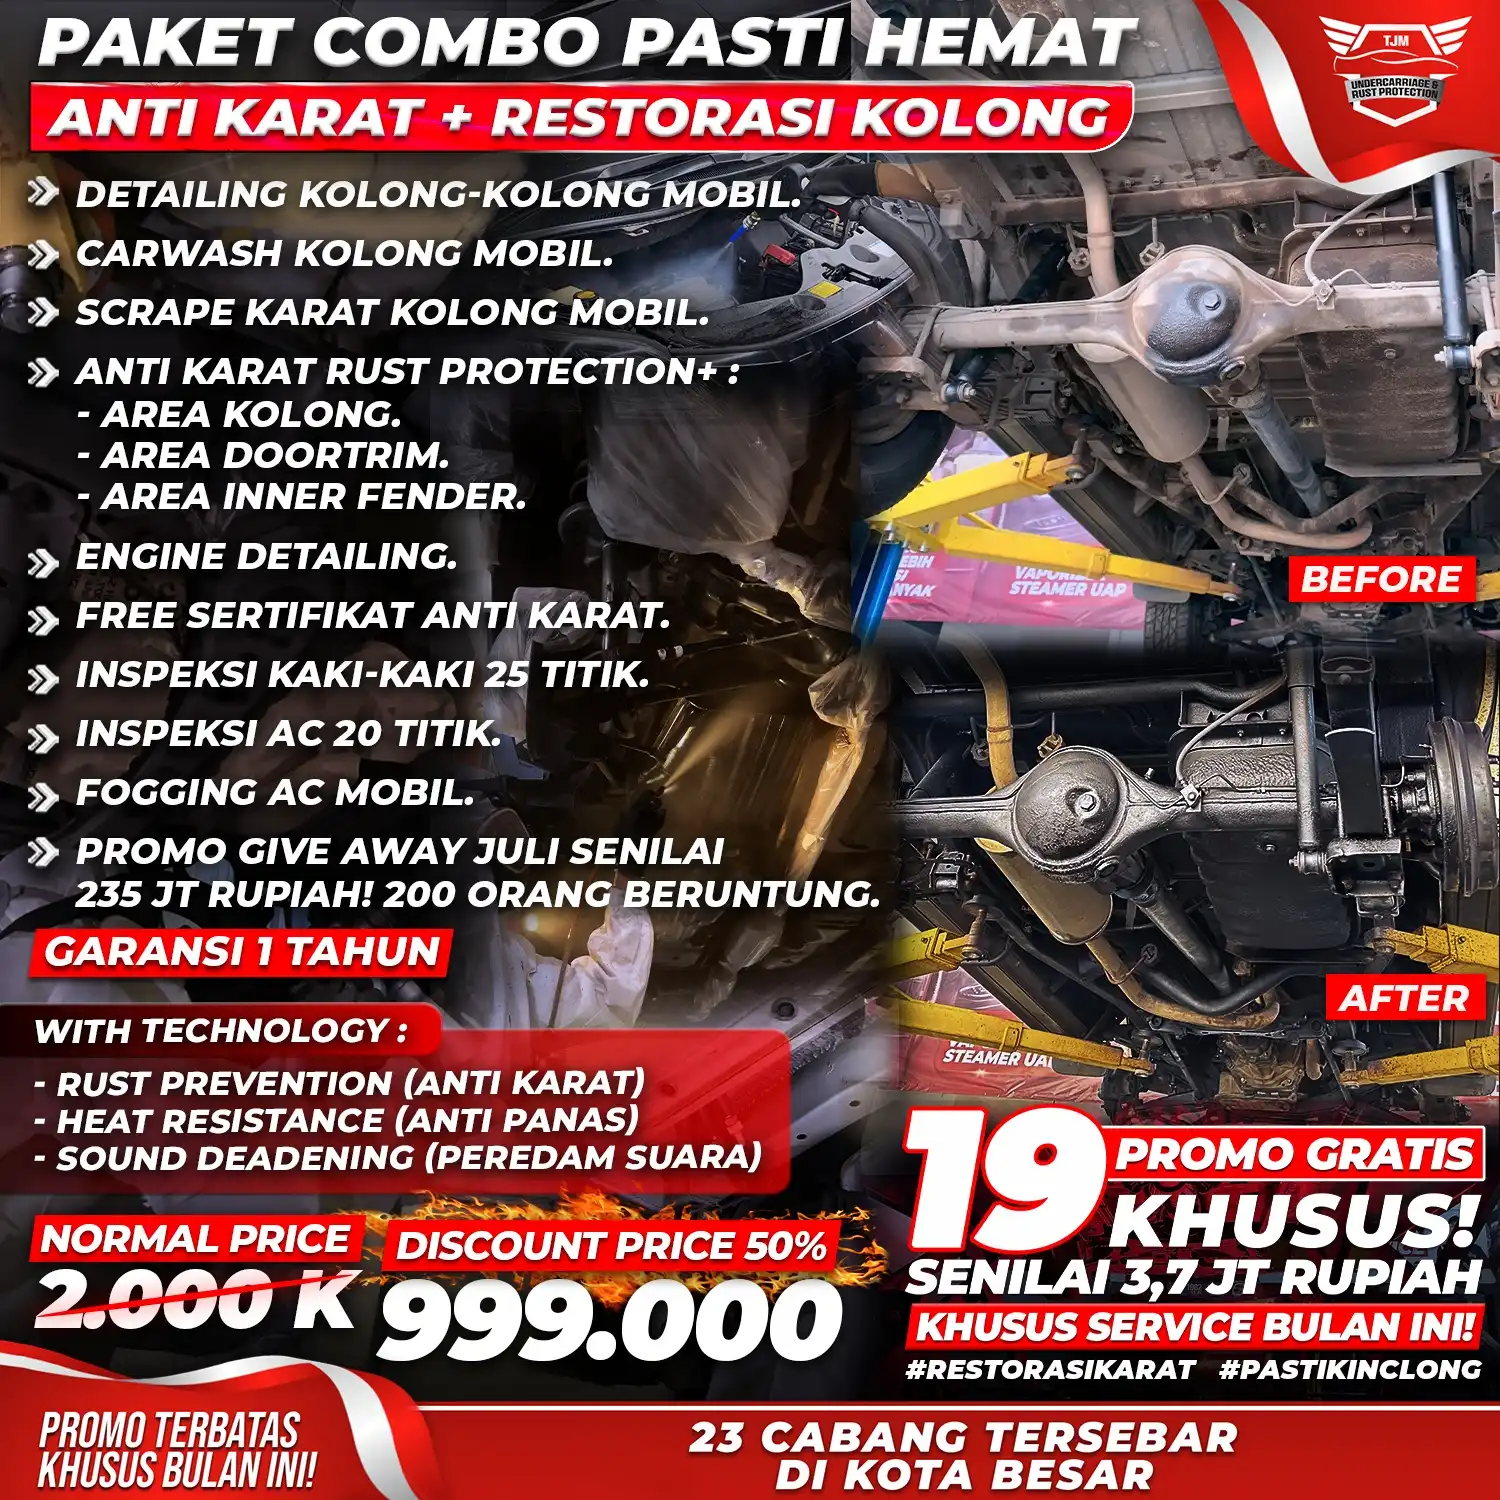 PAKET COMBO PASTI HEMAT
ANTI KARAT + RESTORASI KOLONG
TJM
UNDERCARRIAGE &
RUST PROTECTION
DETAILING KOLONG-KOLONG MOBIL.
CARWASH KOLONG MOBIL.
SCRAPE KARAT KOLONG MOBIL.
ANTI KARAT RUST PROTECTION+ :
- AREA KOLONG.
- AREA DOORTRIM.
- AREA INNER FENDER.
ENGINE DETAILING.
FREE SERTIFIKAT ANTI KARAT.
INSPEKSI KAKI-KAKI 25 TITIK.
INSPEKSI AC 20 TITIK.
FOGGING AC MOBIL.
PROMO GIVE AWAY JULI SENILAI
235 JT RUPIAH! 200 ORANG BERUNTUNG.
GARANSI 1 TAHUN
WITH TECHNOLOGY :
- RUST PREVENTION (ANTI KARAT)
- HEAT RESISTANCE (ANTI PANAS)
- SOUND DEADENING (PEREDAM SUARA)
NORMAL PRICE
2.000 K
DISCOUNT PRICE 50%
999.000
STEAMER UAP
BEFORE
AFTER
19 PROMO GRATIS
KHUSUS!
SENILAI 3,7 JT RUPIAH
KHUSUS SERVICE BULAN INI!
#RESTORASIKARAT #PASTIKINCLONG
PROMO TERBATAS
KHUSUS BULAN INI!
23 CABANG TERSEBAR
DI KOTA BESAR